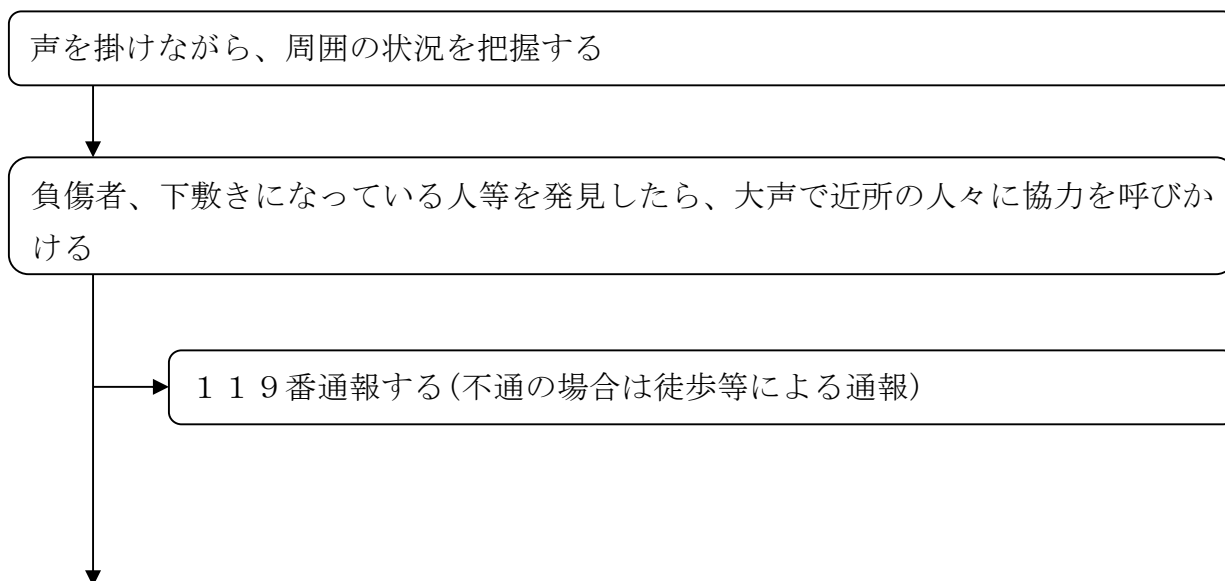 声を掛けながら、周囲の状況を把握する
負傷者、下敷きになっている人等を発見したら、大声で近所の人々に協力を呼びか
ける
１１９番通報する(不通の場合は徒歩等による通報)